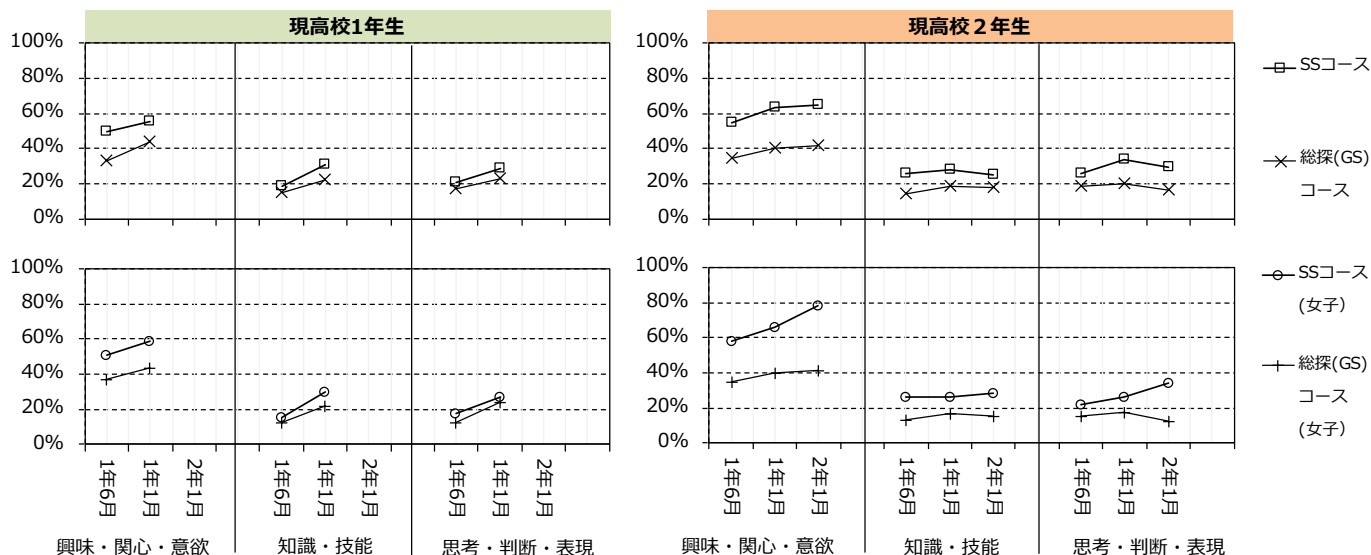 現高校1年生
現高校２年生
100%
80%
60%
40%
20%
0%
100%
80%
60%
40%
20%
0%
SSコース
総探(GS)
コース
100%
80%
60%
40%
20%
0%
100%
80%
60%
40%
20%
0%
SSコース
(女子）
総探(GS)
コース
(女子）
1年6月
1年1月
2年1月
1年6月
1年1月
2年1月
1年6月
1年1月
2年1月
1年6月
1年1月
2年1月
1年6月
1年1月
2年1月
1年6月
1年1月
2年1月
興味・関心・意欲
知識・技能
思考・判断・表現
興味・関心・意欲
知識・技能
思考・判断・表現